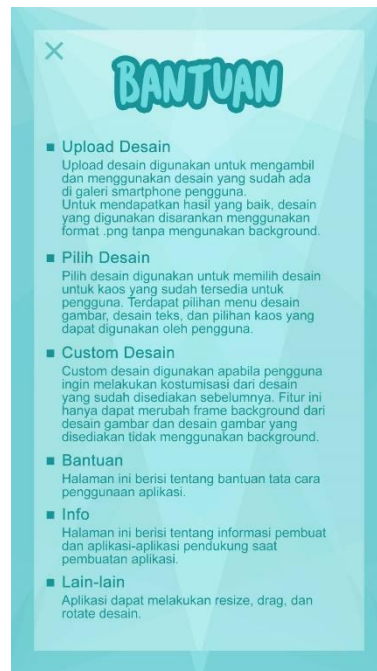 BANTUAN
Upload Desain
Upload desain digunakan untuk mengambil
dan menggunakan desain yang sudah ada
di galeri smartphone pengguna.
Untuk mendapatkan hasil yang baik, desain
yang digunakan disarankan menggunakan
format .png tanpa mengunakan background.
Pilih Desain
Pilih desain digunakan untuk memilih desain
untuk kaos yang sudah tersedia untuk
pengguna. Terdapat pilihan menu desain
gambar, desain teks, dan pilihan kaos yang
dapat digunakan oleh pengguna.
Custom Desain
Custom desain digunakan apabila pengguna
ingin melakukan kostumisasi dari desain
yang sudah disediakan sebelumnya. Fitur ini
hanya dapat merubah frame background dari
desain gambar dan desain gambar yang
disediakan tidak menggunakan background.
Bantuan
Halaman ini berisi tentang bantuan tata cara
penggunaan aplikasi.
Info
Halaman ini berisi tentang informasi pembuat
dan aplikasi-aplikasi pendukung saat
pembuatan aplikasi.
Lain-lain
Aplikasi dapat melakukan resize, drag, dan
rotate desain.